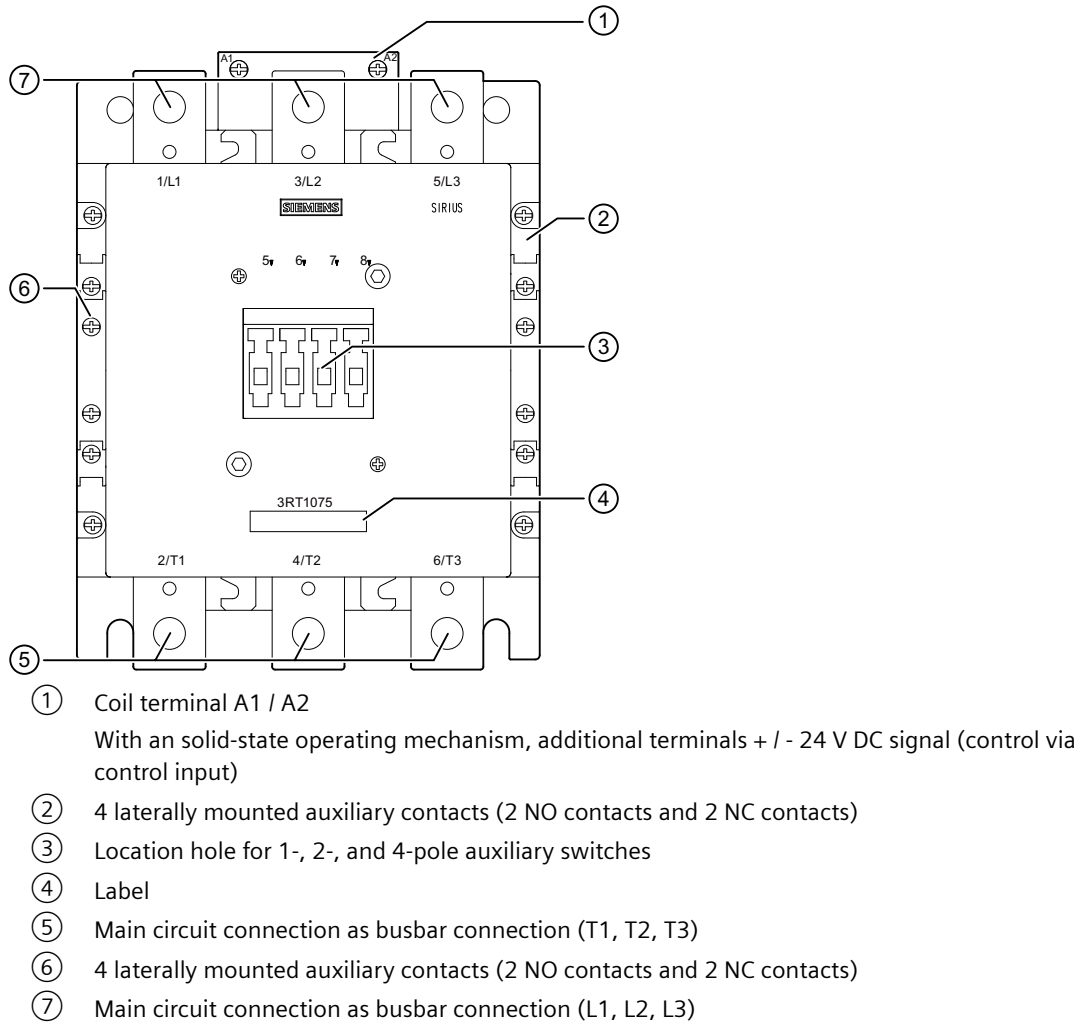 1
A1 A2
7
1/L1 3/L2 5/L3
SIEMENS SIRIUS
2
5 6 7 8
6
3
3RT1075
4
2/T1 4/T2 6/T3
5
1 Coil terminal A1 / A2
With an solid-state operating mechanism, additional terminals + / - 24 V DC signal (control via
control input)
2 4 laterally mounted auxiliary contacts (2 NO contacts and 2 NC contacts)
3 Location hole for 1-, 2-, and 4-pole auxiliary switches
4 Label
5 Main circuit connection as busbar connection (T1, T2, T3)
6 4 laterally mounted auxiliary contacts (2 NO contacts and 2 NC contacts)
7 Main circuit connection as busbar connection (L1, L2, L3)